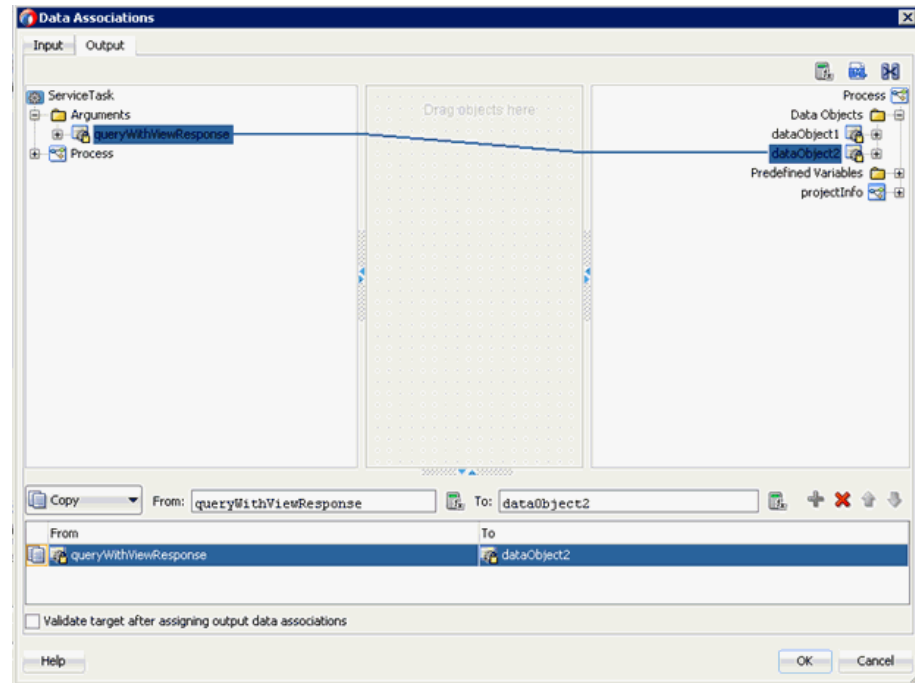 Data Associations
Input Output
ServiceTask
Arguments
queryWithViewResponse
Process
Drag objects here
Process
Data Objects
dataObject1
dataObject2
Predefined Variables
projectInfo
Copy From: queryWithViewResponse To: dataObject2
From To
queryWithViewResponse dataObject2
Validate target after assigning output data associations
Help OK Cancel